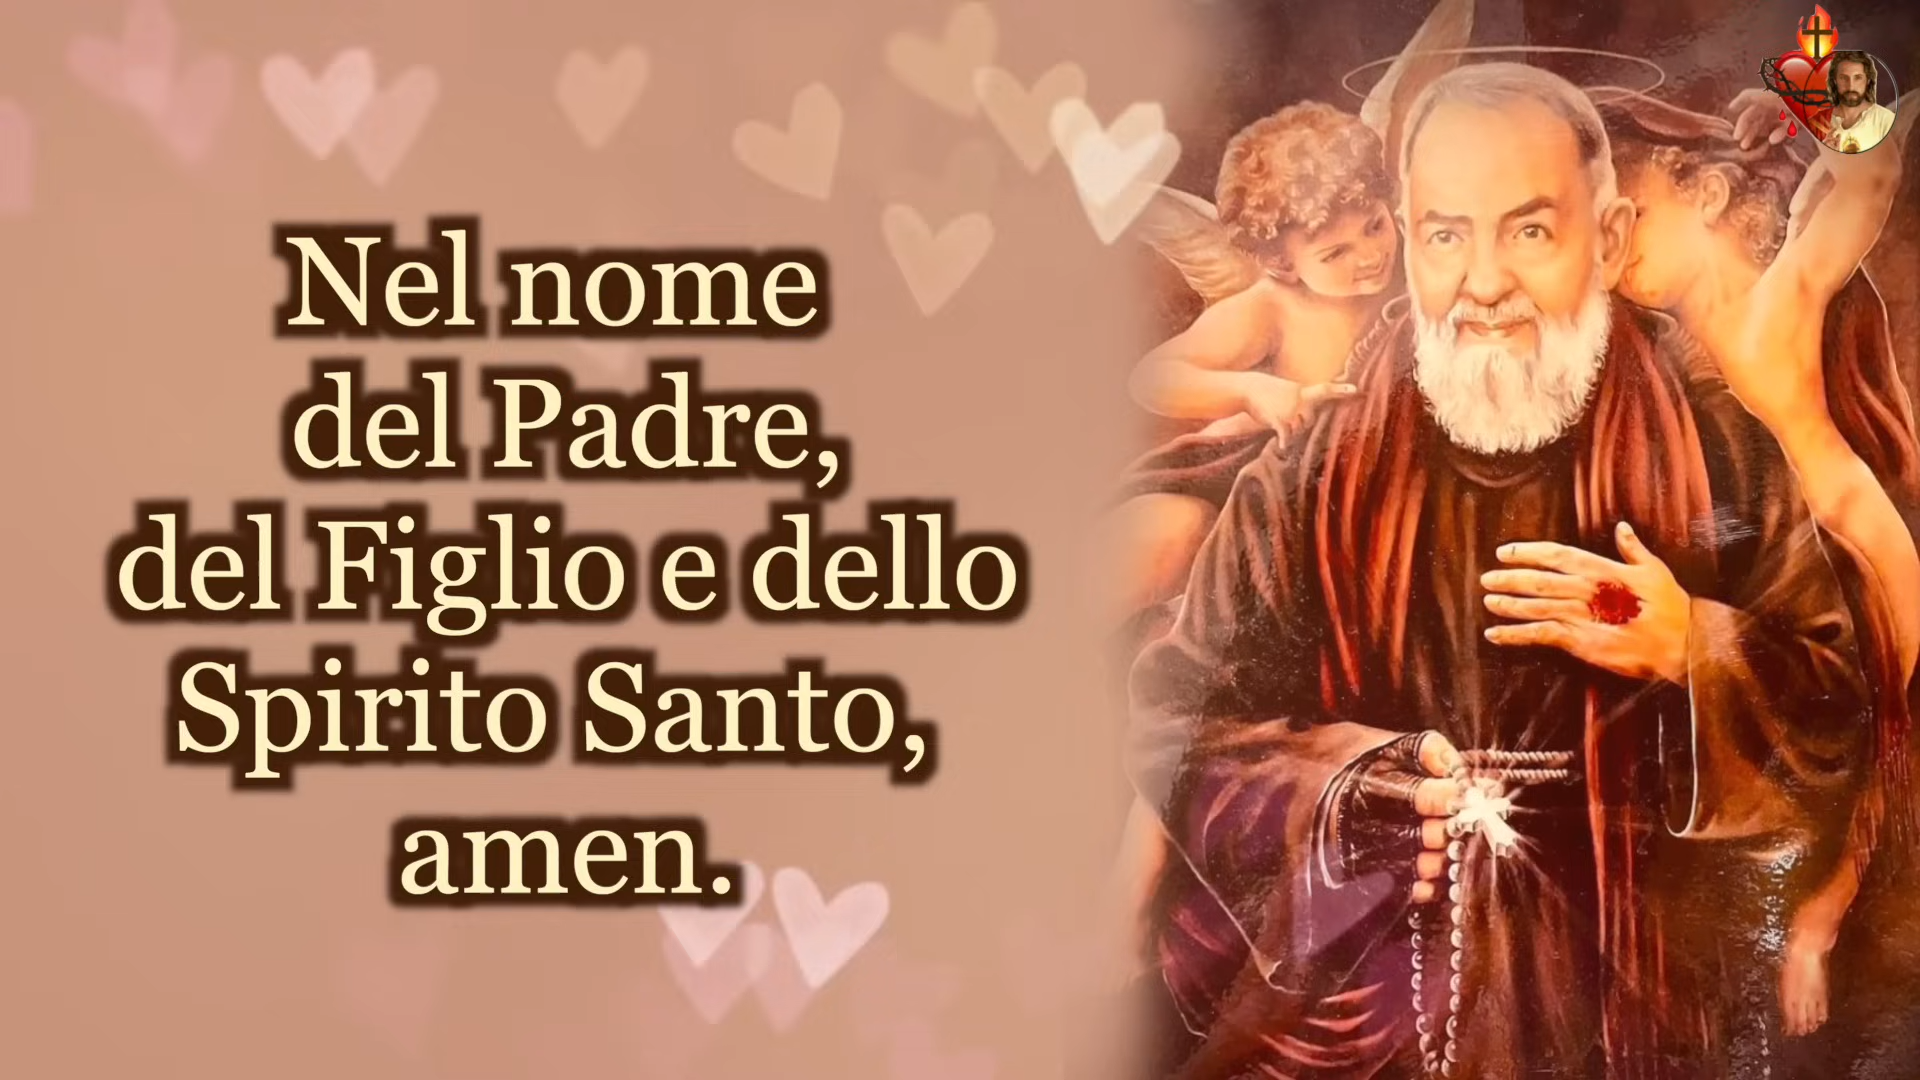 Nel nome
del Padre,
del Figlio e dello
Spirito Santo,
amen.